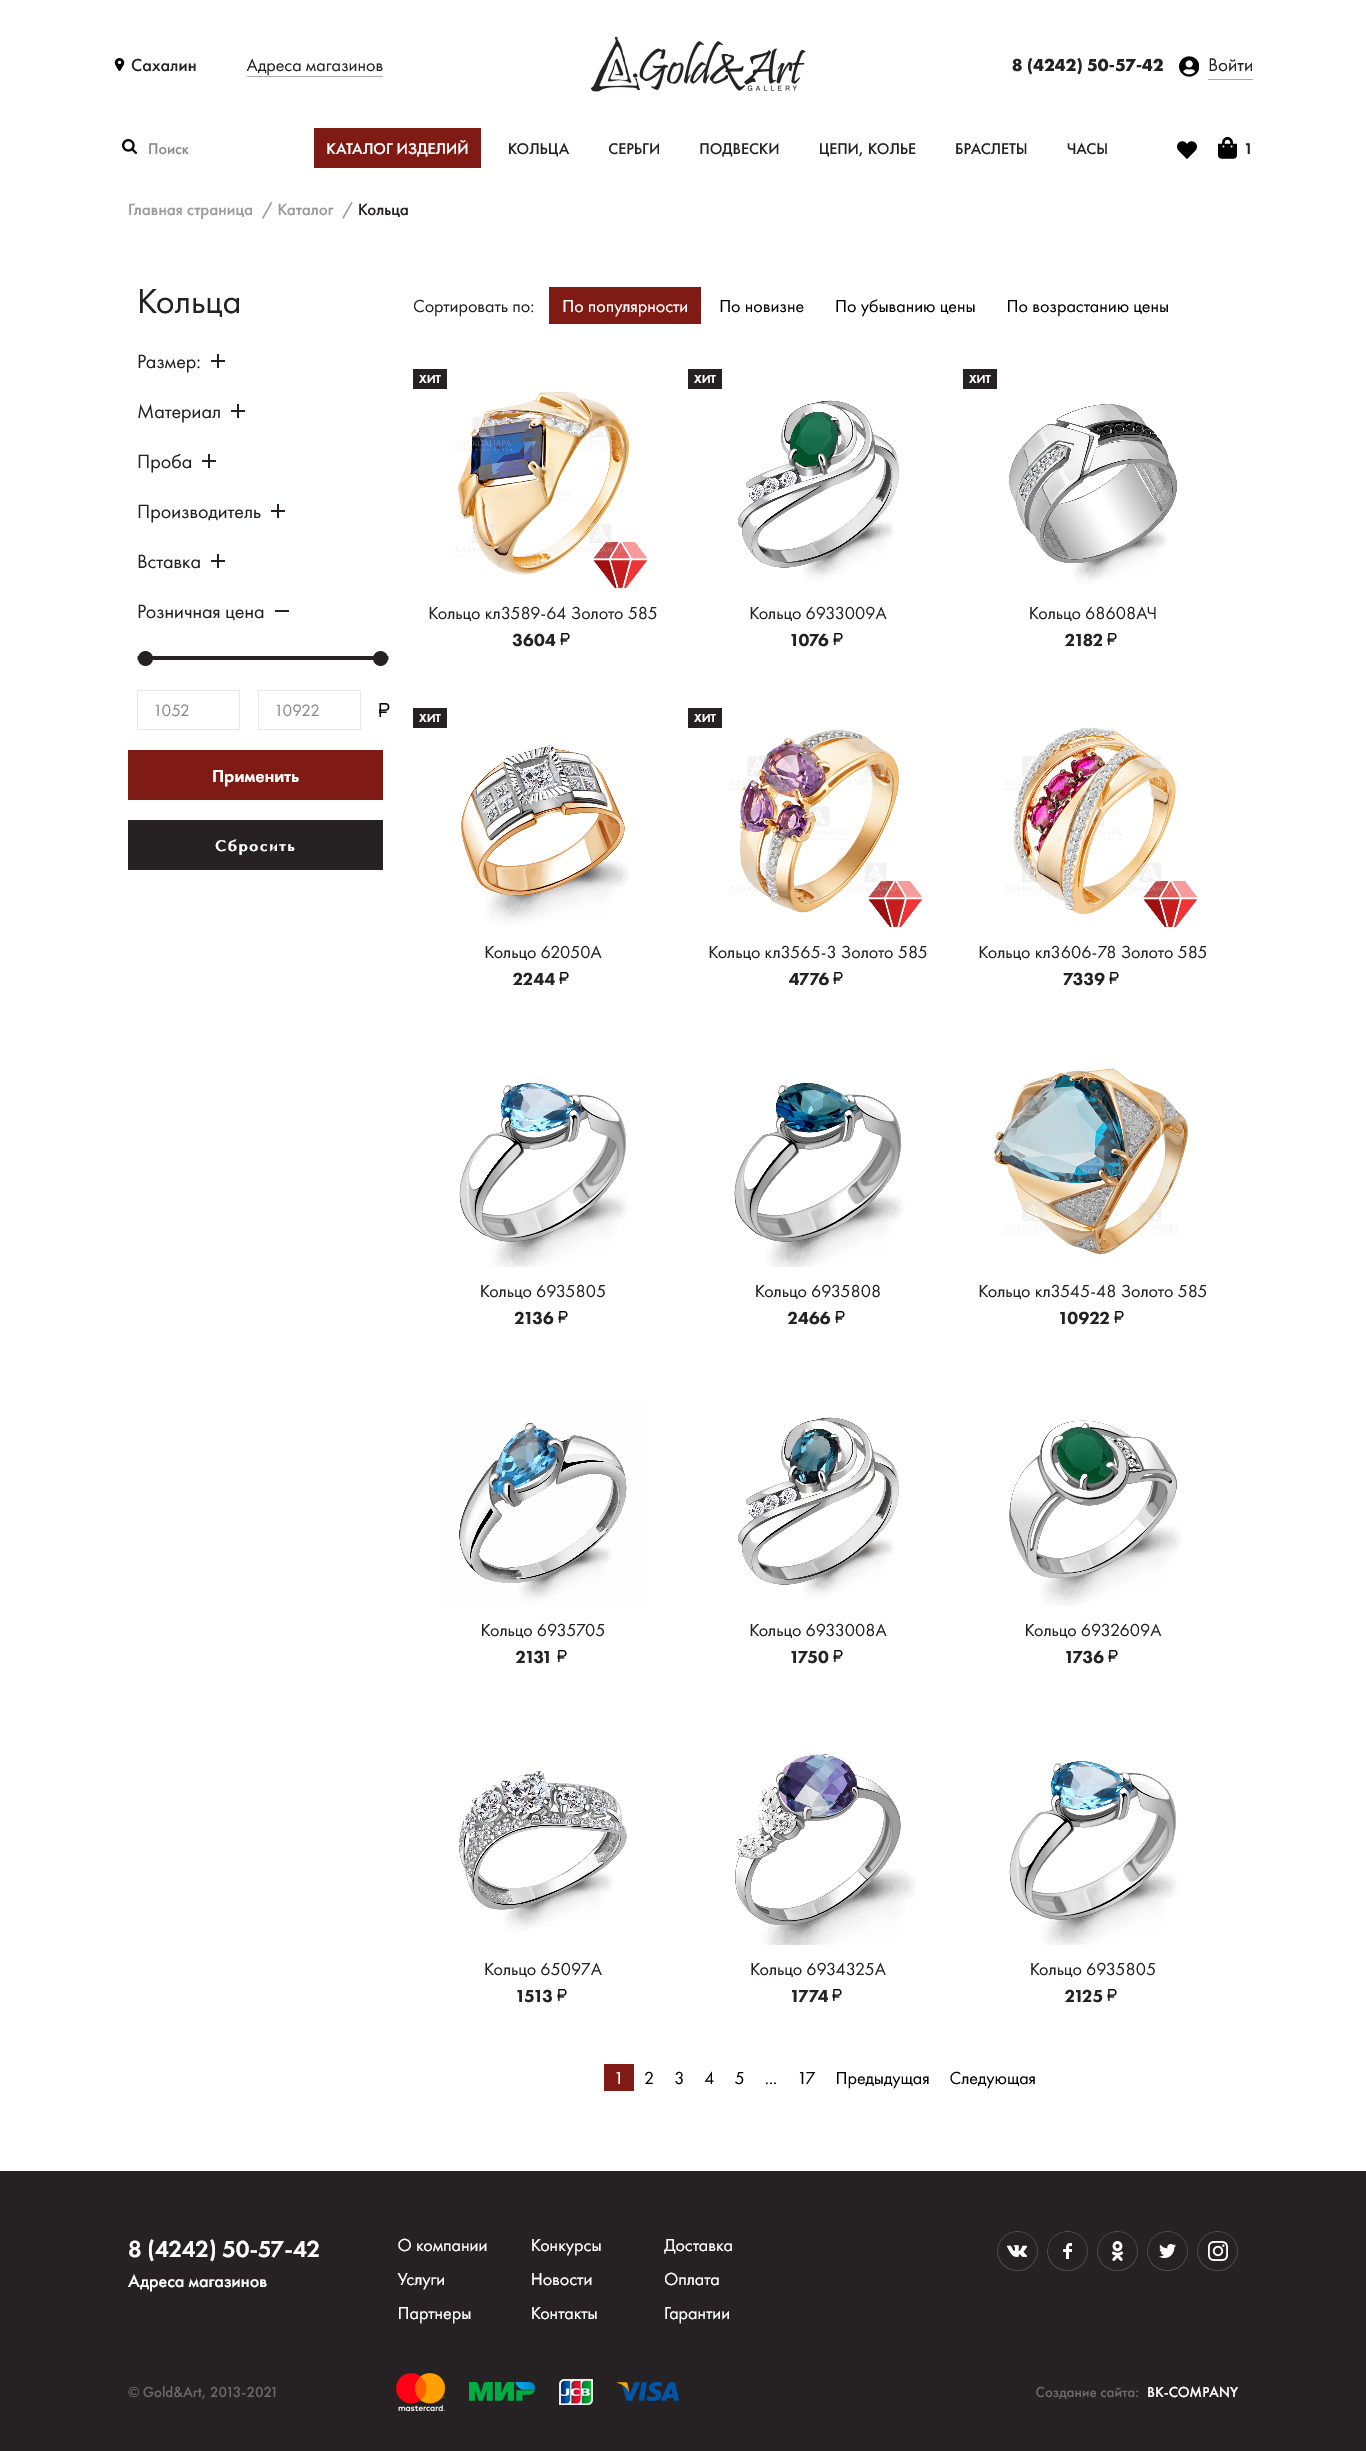 Сахалин
Адреса магазинов
A.Gold&Art
GALLERY
8 (4242) 50-57-42
Войти
Поиск
КАТАЛОГ ИЗДЕЛИЙ
КОЛЬЦА
СЕРЬГИ
ПОДВЕСКИ
ЦЕПИ, КОЛЬЕ
БРАСЛЕТЫ
ЧАСЫ
1
Главная страница / Каталог / Кольца
Кольца
Размер:
Материал
Проба
Производитель
Вставка
Розничная цена
1052
10922
₽
Применить
Сбросить
Сортировать по:
По популярности
По новизне
По убыванию цены
По возрастанию цены
ХИТ
ХИТ
ХИТ
Кольцо кл3589-64 Золото 585
3604 ₽
Кольцо 6933009А
1076 ₽
Кольцо 68608АЧ
2182 ₽
ХИТ
ХИТ
Кольцо 62050А
2244 ₽
Кольцо кл3565-3 Золото 585
4776 ₽
Кольцо кл3606-78 Золото 585
7339 ₽
Кольцо 6935805
2136 ₽
Кольцо 6935808
2466 ₽
Кольцо кл3545-48 Золото 585
10922 ₽
Кольцо 6935705
2131 ₽
Кольцо 6933008А
1750 ₽
Кольцо 6932609А
1736 ₽
Кольцо 65097А
1513 ₽
Кольцо 6934325А
1774 ₽
Кольцо 6935805
2125 ₽
1 2 3 4 5 ... 17 Предыдущая Следующая
8 (4242) 50-57-42
Адреса магазинов
О компании
Услуги
Партнеры
Конкурсы
Новости
Контакты
Доставка
Оплата
Гарантии
© Gold&Art, 2013-2021
mastercard.
МИР
JCB
VISA
Создание сайта: BK-COMPANY